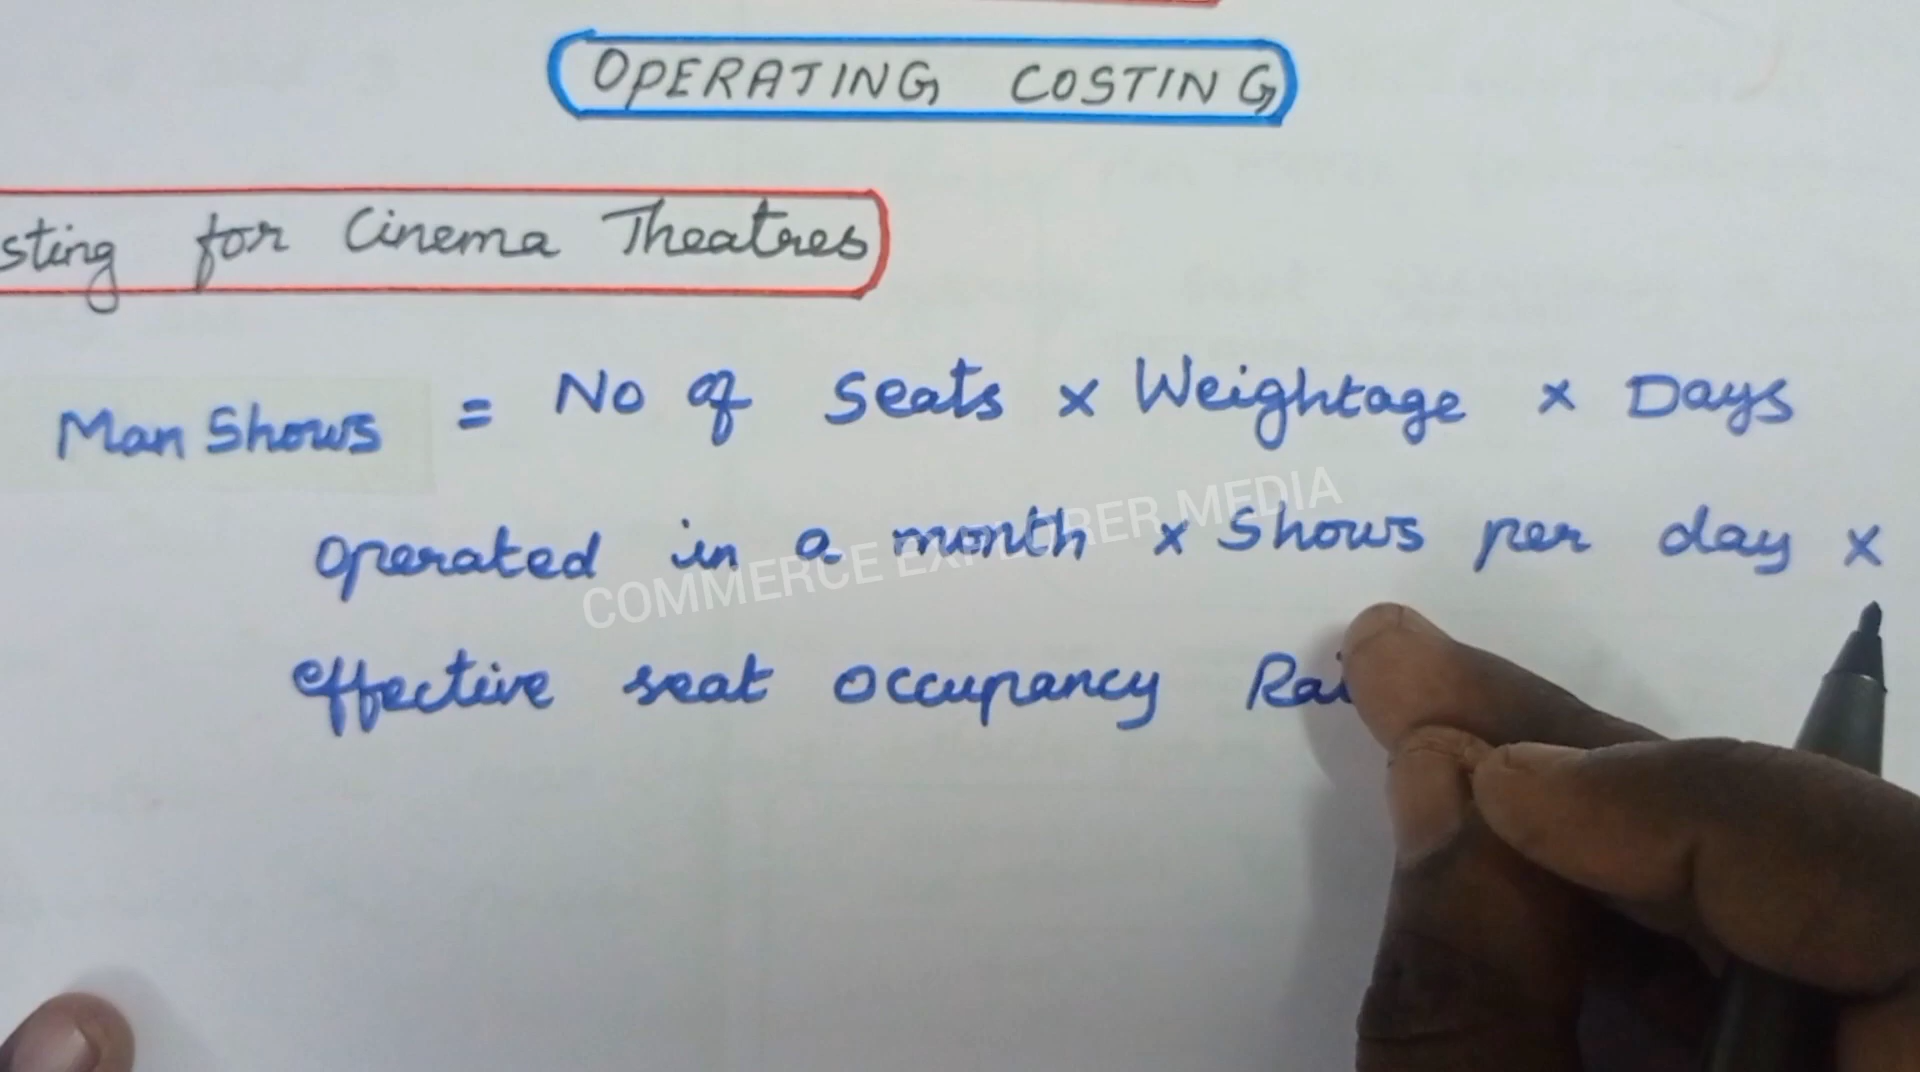 OPERATING COSTING
sting for Cinema Theatres
Man Shows = No of Seats x Weightage x Days
operated in a month x Shows per day x
effective seat occupancy
COMMERCE EXPLORER MEDIA